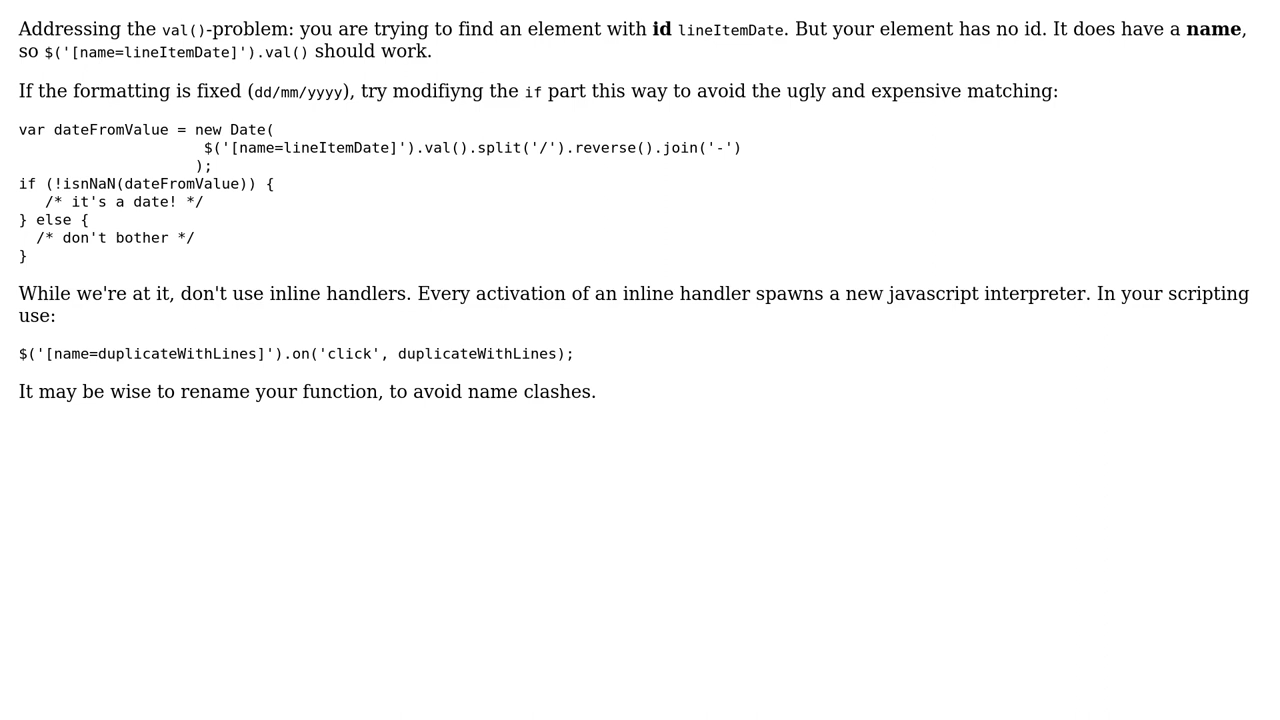 Addressing the val()-problem: you are trying to find an element with id lineItemDate. But your element has no id. It does have a name,
so $('[name=lineItemDate]').val() should work.
If the formatting is fixed (dd/mm/yyyy), try modifiyng the if part this way to avoid the ugly and expensive matching:
var dateFromValue = new Date(
                     $('[name=lineItemDate]').val().split('/').reverse().join('-')
                    );
if (!isnNaN(dateFromValue)) {
   /* it's a date! */
} else {
  /* don't bother */
}
While we're at it, don't use inline handlers. Every activation of an inline handler spawns a new javascript interpreter. In your scripting
use:
$('[name=duplicateWithLines]').on('click', duplicateWithLines);
It may be wise to rename your function, to avoid name clashes.